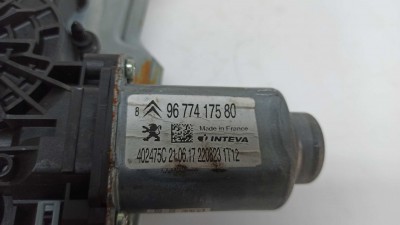 8 96 774 175 80
Made in France
INTEVA
402475C 21.06.17 220823 1T12